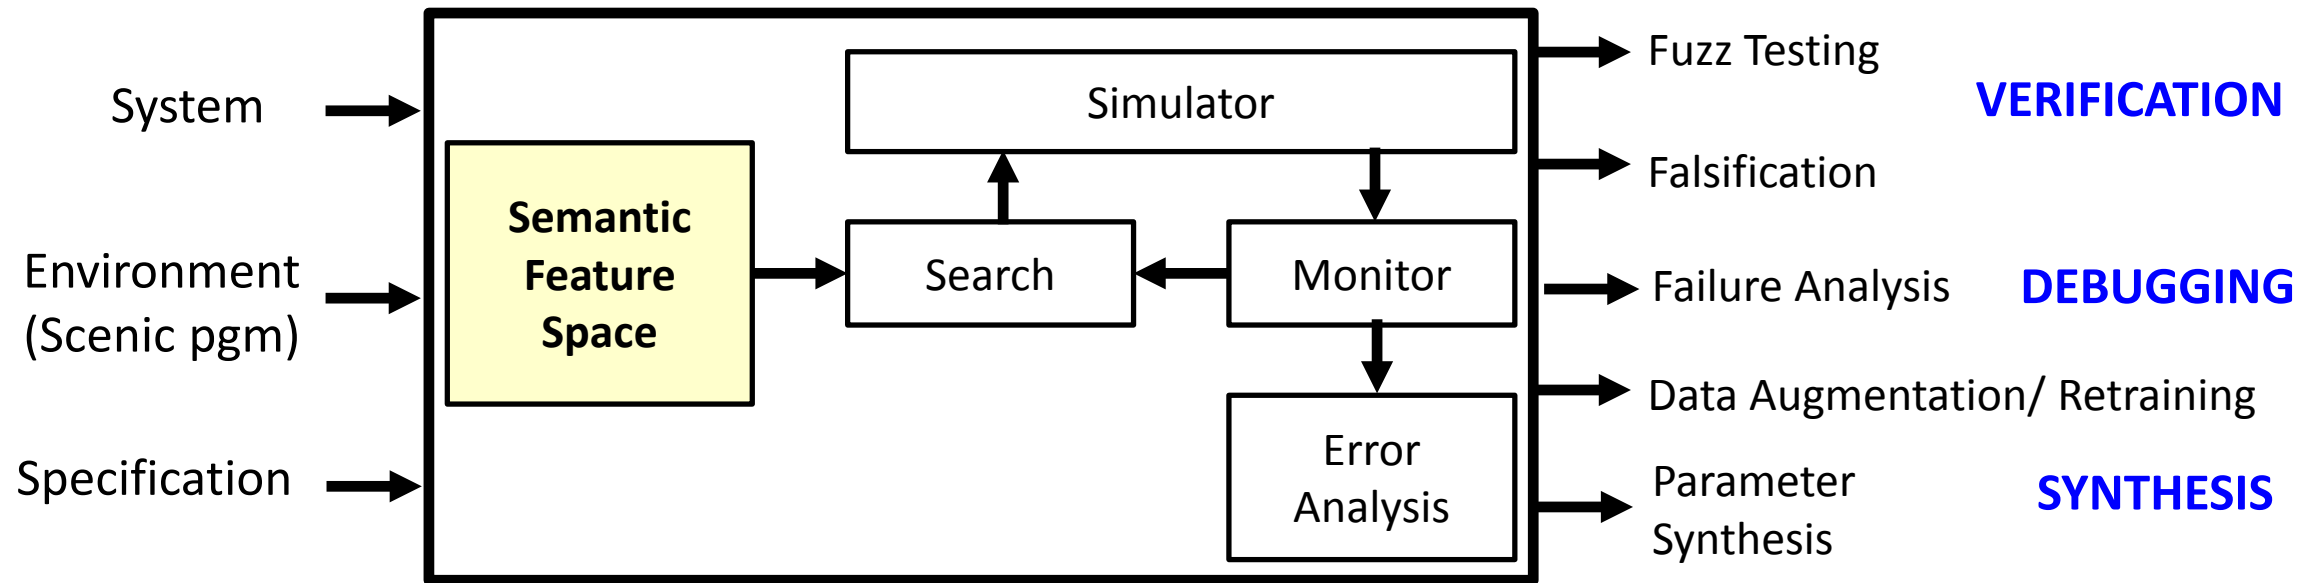 System
Environment
(Scenic pgm)
Specification
Semantic
Feature
Space
Simulator
Search
Monitor
Error
Analysis
Fuzz Testing
VERIFICATION
Falsification
Failure Analysis
DEBUGGING
Data Augmentation/ Retraining
Parameter
Synthesis
SYNTHESIS